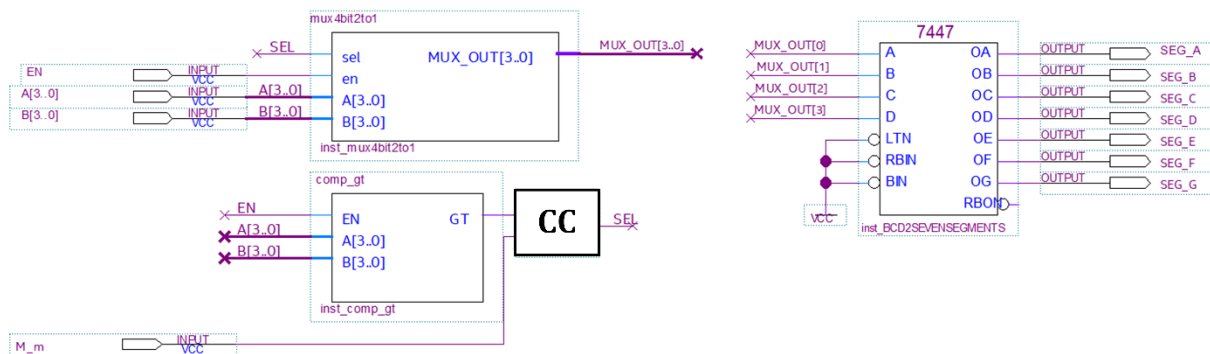 mux4bit2to1
SEL
sel
MUX_OUT[3..0]
MUX_OUT[3..0]
EN
INPUT
VCC
en
A[3..0]
INPUT
VCC
A[3..0]
A[3..0]
B[3..0]
INPUT
VCC
B[3..0]
B[3..0]
inst_mux4bit2to1
comp_gt
EN
EN
GT
A[3..0]
A[3..0]
B[3..0]
B[3..0]
inst_comp_gt
CC
SEL
M_m
INPUT
VCC
7447
MUX_OUT[0]
A
OA
OUTPUT
SEG_A
MUX_OUT[1]
B
OB
OUTPUT
SEG_B
MUX_OUT[2]
C
OC
OUTPUT
SEG_C
MUX_OUT[3]
D
OD
OUTPUT
SEG_D
LTN
OE
OUTPUT
SEG_E
RBIN
OF
OUTPUT
SEG_F
BIN
OG
OUTPUT
SEG_G
RBON
VCC
inst_BCD2SEVENSEGMENTS